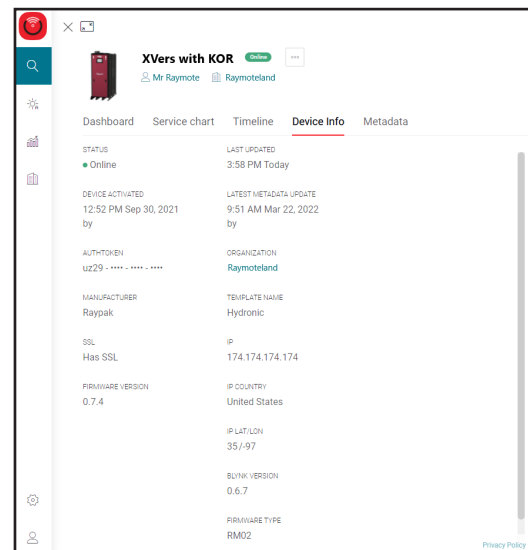 XVers with KOR Online ...
Mr Raymote Raymoteland
Dashboard Service chart Timeline Device Info Metadata
STATUS LAST UPDATED
Online 3:58 PM Today
DEVICE ACTIVATED LATEST METADATA UPDATE
12:52 PM Sep 30, 2021 9:51 AM Mar 22, 2022
by by
AUTHTOKEN ORGANIZATION
uz29 - •••• - •••• - •••• Raymoteland
MANUFACTURER TEMPLATE NAME
Raypak Hydronic
SSL IP
Has SSL 174.174.174.174
FIRMWARE VERSION IP COUNTRY
0.7.4 United States
IP LAT/LON
35/-97
BLYNK VERSION
0.6.7
FIRMWARE TYPE
RM02
Privacy Policy